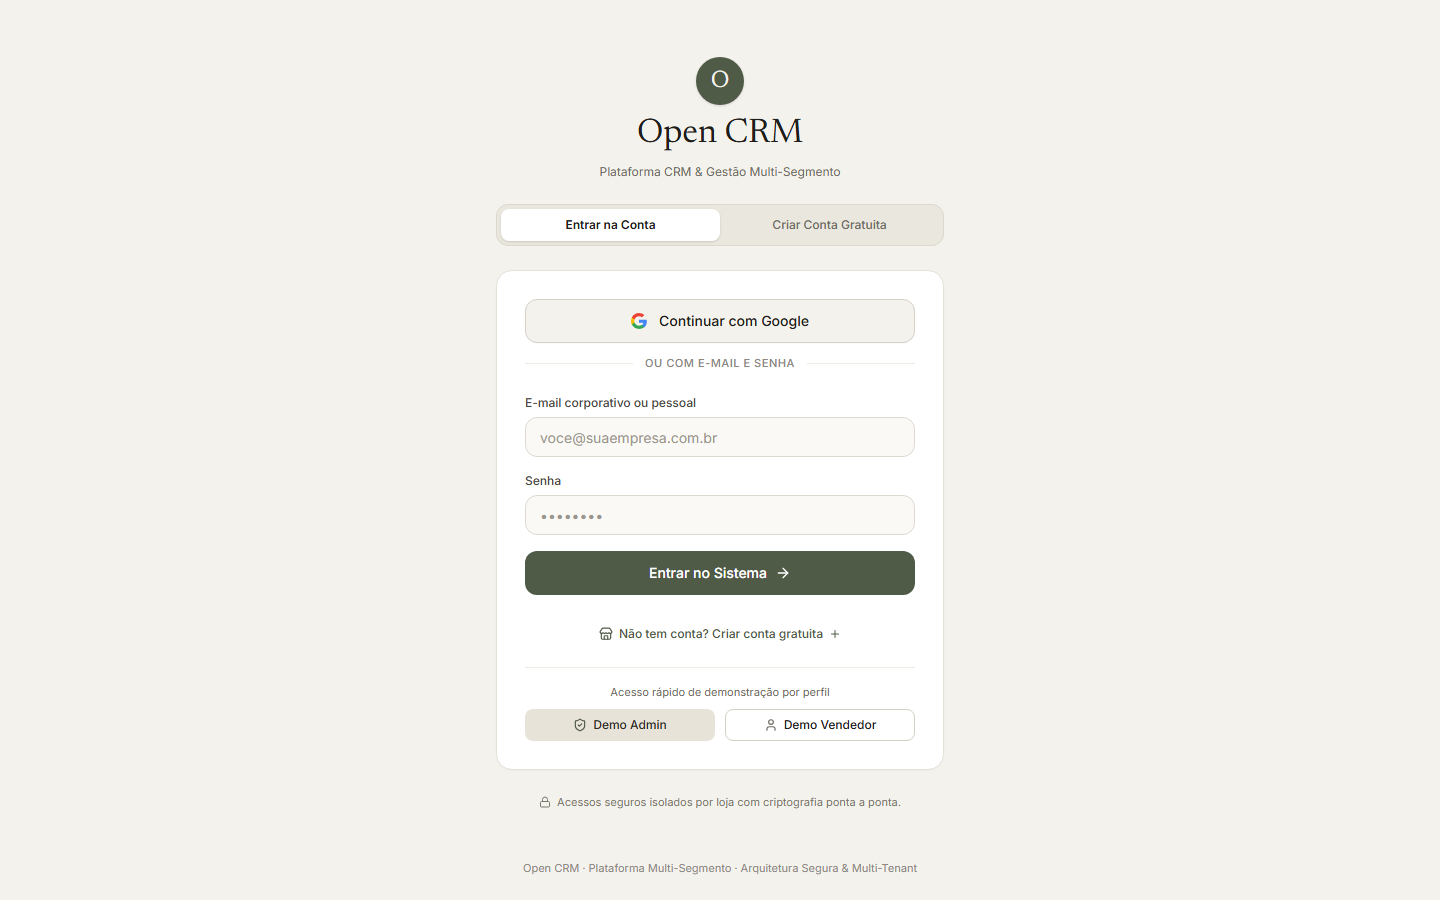 O
Open CRM
Plataforma CRM & Gestão Multi-Segmento
Entrar na Conta
Criar Conta Gratuita
Continuar com Google
OU COM E-MAIL E SENHA
E-mail corporativo ou pessoal
voce@suaempresa.com.br
Senha
••••••••
Entrar no Sistema →
Não tem conta? Criar conta gratuita +
Acesso rápido de demonstração por perfil
Demo Admin
Demo Vendedor
Acessos seguros isolados por loja com criptografia ponta a ponta.
Open CRM · Plataforma Multi-Segmento · Arquitetura Segura & Multi-Tenant